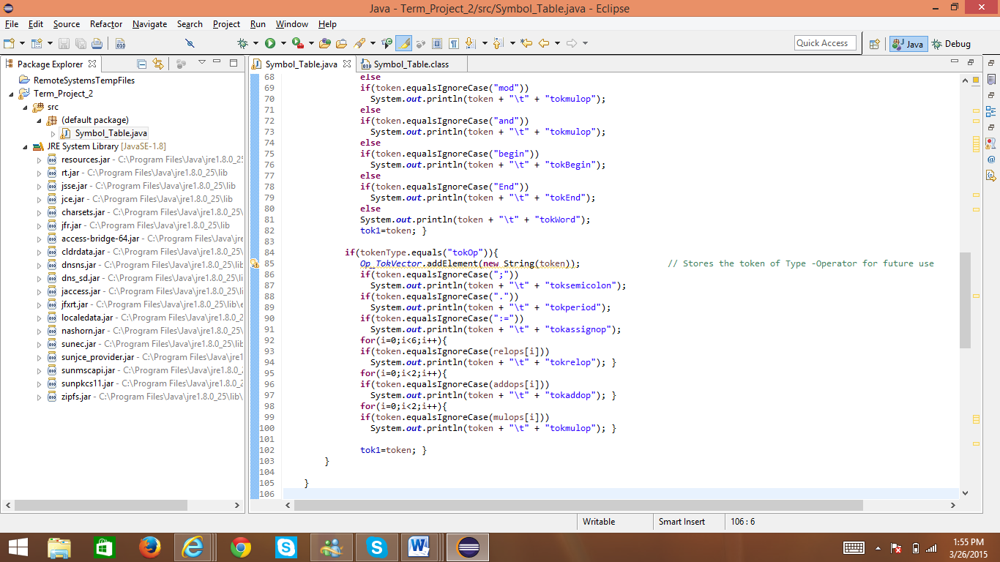 Java - Term_Project_2/src/Symbol_Table.java - Eclipse
File Edit Source Refactor Navigate Search Project Run Window Help
Quick Access Java Debug
Package Explorer
RemoteSystemsTempFiles
Term_Project_2
src
(default package)
Symbol_Table.java
JRE System Library [JavaSE-1.8]
resources.jar - C:\Program Files\Java\jre1.8.0_25
rt.jar - C:\Program Files\Java\jre1.8.0_25\lib
jsse.jar - C:\Program Files\Java\jre1.8.0_25\lib
jce.jar - C:\Program Files\Java\jre1.8.0_25\lib
charsets.jar - C:\Program Files\Java\jre1.8.0_25\
jfr.jar - C:\Program Files\Java\jre1.8.0_25\lib
access-bridge-64.jar - C:\Program Files\Java\jre
cldrdata.jar - C:\Program Files\Java\jre1.8.0_25\
dnsns.jar - C:\Program Files\Java\jre1.8.0_25\lib
dns_sd.jar - C:\Program Files\Java\jre1.8.0_25\lib
jaccess.jar - C:\Program Files\Java\jre1.8.0_25\li
jfxrt.jar - C:\Program Files\Java\jre1.8.0_25\lib\e
localedata.jar - C:\Program Files\Java\jre1.8.0_2
nashorn.jar - C:\Program Files\Java\jre1.8.0_25\l
sunec.jar - C:\Program Files\Java\jre1.8.0_25\lib
sunjce_provider.jar - C:\Program Files\Java\jre1
sunmscapi.jar - C:\Program Files\Java\jre1.8.0_
sunpkcs11.jar - C:\Program Files\Java\jre1.8.0_2
zipfs.jar - C:\Program Files\Java\jre1.8.0_25\lib\
Symbol_Table.java Symbol_Table.class
68 else
69 if(token.equalsIgnoreCase("mod"))
70 System.out.println(token + "\t" + "tokmulop");
71 else
72 if(token.equalsIgnoreCase("and"))
73 System.out.println(token + "\t" + "tokmulop");
74 else
75 if(token.equalsIgnoreCase("begin"))
76 System.out.println(token + "\t" + "tokBegin");
77 else
78 if(token.equalsIgnoreCase("End"))
79 System.out.println(token + "\t" + "tokEnd");
80 else
81 System.out.println(token + "\t" + "tokWord");
82 tok1=token; }
83
84 if(tokenType.equals("tokOp")){
85 Op_TokVector.addElement(new String(token)); // Stores the token of Type -Operator for future use
86 if(token.equalsIgnoreCase(";"))
87 System.out.println(token + "\t" + "toksemicolon");
88 if(token.equalsIgnoreCase("."))
89 System.out.println(token + "\t" + "tokperiod");
90 if(token.equalsIgnoreCase(":="))
91 System.out.println(token + "\t" + "tokassignop");
92 for(i=0;i<6;i++){
93 if(token.equalsIgnoreCase(relops[i]))
94 System.out.println(token + "\t" + "tokrelop"); }
95 for(i=0;i<2;i++){
96 if(token.equalsIgnoreCase(addops[i]))
97 System.out.println(token + "\t" + "tokaddop"); }
98 for(i=0;i<2;i++){
99 if(token.equalsIgnoreCase(mulops[i]))
100 System.out.println(token + "\t" + "tokmulop"); }
101
102 tok1=token; }
103 }
104
105 }
106
Writable Smart Insert 106 : 6
1:55 PM
3/26/2015